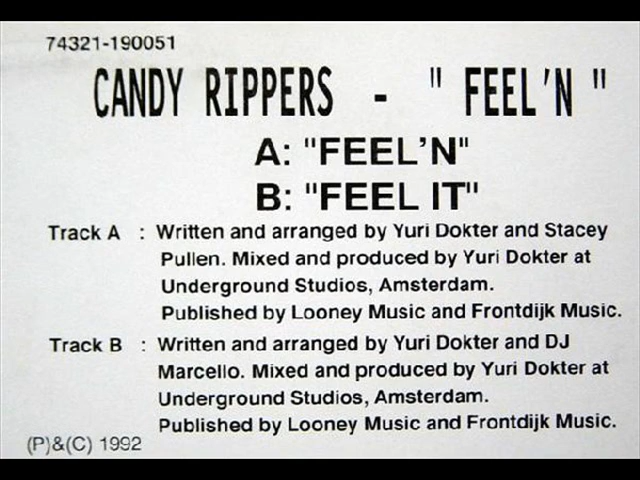 74321-190051
CANDY RIPPERS - " FEEL'N "
A: "FEEL'N"
B: "FEEL IT"
Track A : Written and arranged by Yuri Dokter and Stacey
Pullen. Mixed and produced by Yuri Dokter at
Underground Studios, Amsterdam.
Published by Looney Music and Frontdijk Music.
Track B : Written and arranged by Yuri Dokter and DJ
Marcello. Mixed and produced by Yuri Dokter at
Underground Studios, Amsterdam.
Published by Looney Music and Frontdijk Music.
(P)&(C) 1992